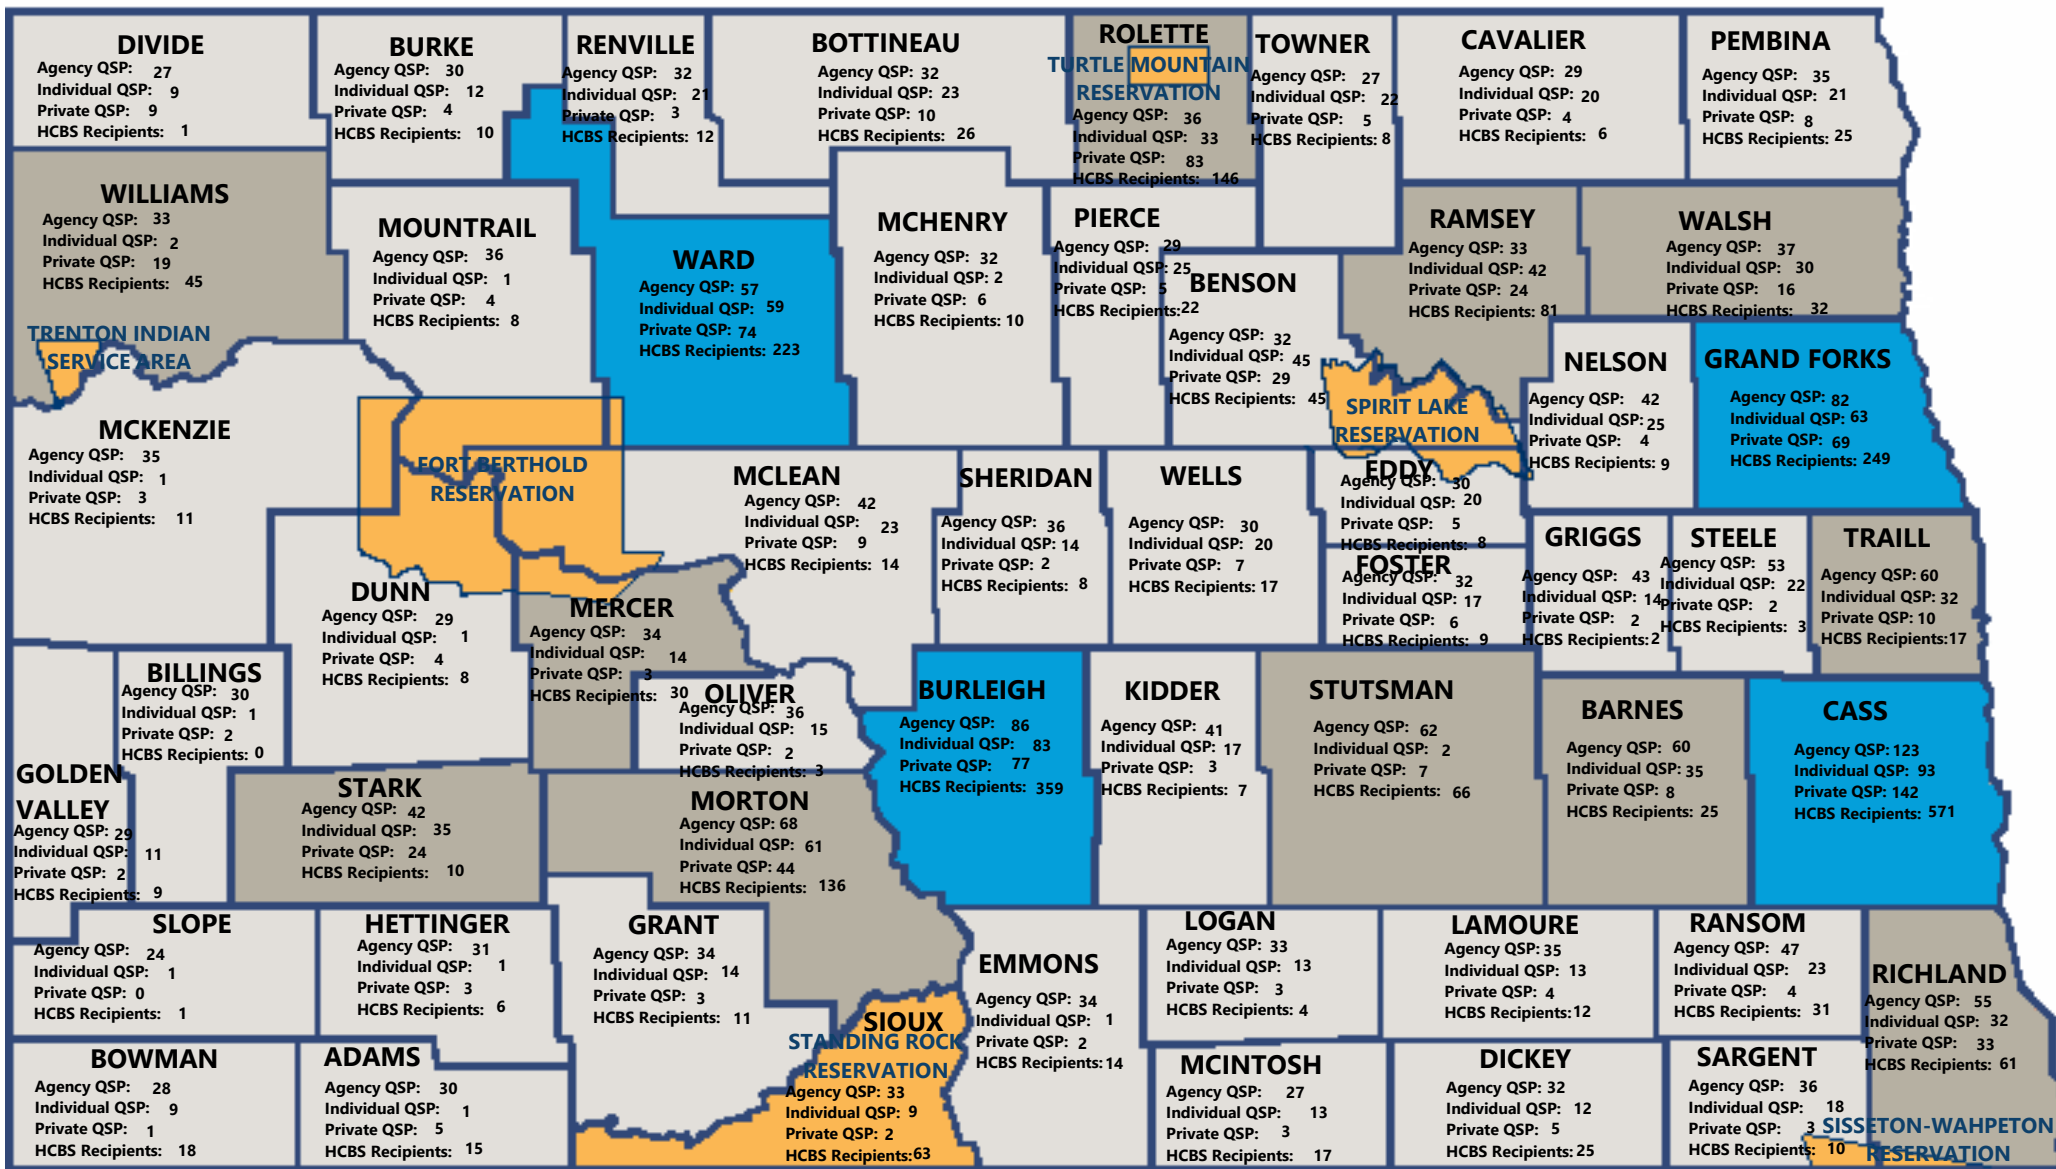 DIVIDE
Agency QSP: 27
Individual QSP: 9
Private QSP: 9
HCBS Recipients: 1
BURKE
Agency QSP: 30
Individual QSP: 12
Private QSP: 4
HCBS Recipients: 10
RENVILLE
Agency QSP: 32
Individual QSP: 21
Private QSP: 3
HCBS Recipients: 12
BOTTINEAU
Agency QSP: 32
Individual QSP: 23
Private QSP: 10
HCBS Recipients: 26
ROLETTE
TURTLE MOUNTAIN
RESERVATION
Agency QSP: 36
Individual QSP: 33
Private QSP: 83
HCBS Recipients: 146
TOWNER
Agency QSP: 27
Individual QSP: 22
Private QSP: 5
HCBS Recipients: 8
CAVALIER
Agency QSP: 29
Individual QSP: 20
Private QSP: 4
HCBS Recipients: 6
PEMBINA
Agency QSP: 35
Individual QSP: 21
Private QSP: 8
HCBS Recipients: 25
WILLIAMS
Agency QSP: 33
Individual QSP: 2
Private QSP: 19
HCBS Recipients: 45
TRENTON INDIAN
SERVICE AREA
MOUNTRAIL
Agency QSP: 36
Individual QSP: 1
Private QSP: 4
HCBS Recipients: 8
WARD
Agency QSP: 57
Individual QSP: 59
Private QSP: 74
HCBS Recipients: 223
MCHENRY
Agency QSP: 32
Individual QSP: 2
Private QSP: 6
HCBS Recipients: 10
PIERCE
Agency QSP: 29
Individual QSP: 25
Private QSP: 5
HCBS Recipients: 22
BENSON
Agency QSP: 32
Individual QSP: 45
Private QSP: 29
HCBS Recipients: 45
RAMSEY
Agency QSP: 33
Individual QSP: 42
Private QSP: 24
HCBS Recipients: 81
WALSH
Agency QSP: 37
Individual QSP: 30
Private QSP: 16
HCBS Recipients: 32
SPIRIT LAKE
RESERVATION
NELSON
Agency QSP: 42
Individual QSP: 25
Private QSP: 4
HCBS Recipients: 9
GRAND FORKS
Agency QSP: 82
Individual QSP: 63
Private QSP: 69
HCBS Recipients: 249
MCKENZIE
Agency QSP: 35
Individual QSP: 1
Private QSP: 3
HCBS Recipients: 11
FORT BERTHOLD
RESERVATION
MCLEAN
Agency QSP: 42
Individual QSP: 23
Private QSP: 9
HCBS Recipients: 14
SHERIDAN
Agency QSP: 36
Individual QSP: 14
Private QSP: 2
HCBS Recipients: 8
WELLS
Agency QSP: 30
Individual QSP: 20
Private QSP: 7
HCBS Recipients: 17
EDDY
Agency QSP: 30
Individual QSP: 20
Private QSP: 5
HCBS Recipients: 8
FOSTER
Agency QSP: 32
Individual QSP: 17
Private QSP: 6
HCBS Recipients: 9
GRIGGS
Agency QSP: 43
Individual QSP: 14
Private QSP: 2
HCBS Recipients: 2
STEELE
Agency QSP: 53
Individual QSP: 22
Private QSP: 2
HCBS Recipients: 3
TRAILL
Agency QSP: 60
Individual QSP: 32
Private QSP: 10
HCBS Recipients: 17
DUNN
Agency QSP: 29
Individual QSP: 1
Private QSP: 4
HCBS Recipients: 8
MERCER
Agency QSP: 34
Individual QSP: 14
Private QSP: 3
HCBS Recipients: 30
BILLINGS
Agency QSP: 30
Individual QSP: 1
Private QSP: 2
HCBS Recipients: 0
OLIVER
Agency QSP: 36
Individual QSP: 15
Private QSP: 2
HCBS Recipients: 3
BURLEIGH
Agency QSP: 86
Individual QSP: 83
Private QSP: 77
HCBS Recipients: 359
KIDDER
Agency QSP: 41
Individual QSP: 17
Private QSP: 3
HCBS Recipients: 7
STUTSMAN
Agency QSP: 62
Individual QSP: 2
Private QSP: 7
HCBS Recipients: 66
BARNES
Agency QSP: 60
Individual QSP: 35
Private QSP: 8
HCBS Recipients: 25
CASS
Agency QSP: 123
Individual QSP: 93
Private QSP: 142
HCBS Recipients: 571
GOLDEN
VALLEY
Agency QSP: 29
Individual QSP: 11
Private QSP: 2
HCBS Recipients: 9
STARK
Agency QSP: 42
Individual QSP: 35
Private QSP: 24
HCBS Recipients: 10
MORTON
Agency QSP: 68
Individual QSP: 61
Private QSP: 44
HCBS Recipients: 136
SLOPE
Agency QSP: 24
Individual QSP: 1
Private QSP: 0
HCBS Recipients: 1
HETTINGER
Agency QSP: 31
Individual QSP: 1
Private QSP: 3
HCBS Recipients: 6
GRANT
Agency QSP: 34
Individual QSP: 14
Private QSP: 3
HCBS Recipients: 11
EMMONS
Agency QSP: 34
Individual QSP: 1
Private QSP: 2
HCBS Recipients: 14
LOGAN
Agency QSP: 33
Individual QSP: 13
Private QSP: 3
HCBS Recipients: 4
LAMOURE
Agency QSP: 35
Individual QSP: 13
Private QSP: 4
HCBS Recipients: 12
RANSOM
Agency QSP: 47
Individual QSP: 23
Private QSP: 4
HCBS Recipients: 31
RICHLAND
Agency QSP: 55
Individual QSP: 32
Private QSP: 33
HCBS Recipients: 61
SIOUX
STANDING ROCK
RESERVATION
Agency QSP: 33
Individual QSP: 9
Private QSP: 2
HCBS Recipients: 63
BOWMAN
Agency QSP: 28
Individual QSP: 9
Private QSP: 1
HCBS Recipients: 18
ADAMS
Agency QSP: 30
Individual QSP: 1
Private QSP: 5
HCBS Recipients: 15
MCINTOSH
Agency QSP: 27
Individual QSP: 13
Private QSP: 3
HCBS Recipients: 17
DICKEY
Agency QSP: 32
Individual QSP: 12
Private QSP: 5
HCBS Recipients: 25
SARGENT
Agency QSP: 36
Individual QSP: 18
Private QSP: 3
HCBS Recipients: 10
SISSETON-WAHPETON
RESERVATION